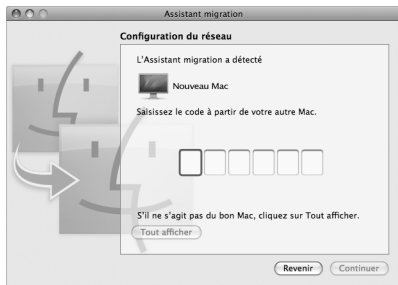 Assistant migration
Configuration du réseau
L'Assistant migration a détecté
Nouveau Mac
Saisissez le code à partir de votre autre Mac.
S'il ne s'agit pas du bon Mac, cliquez sur Tout afficher.
Tout afficher
Revenir
Continuer